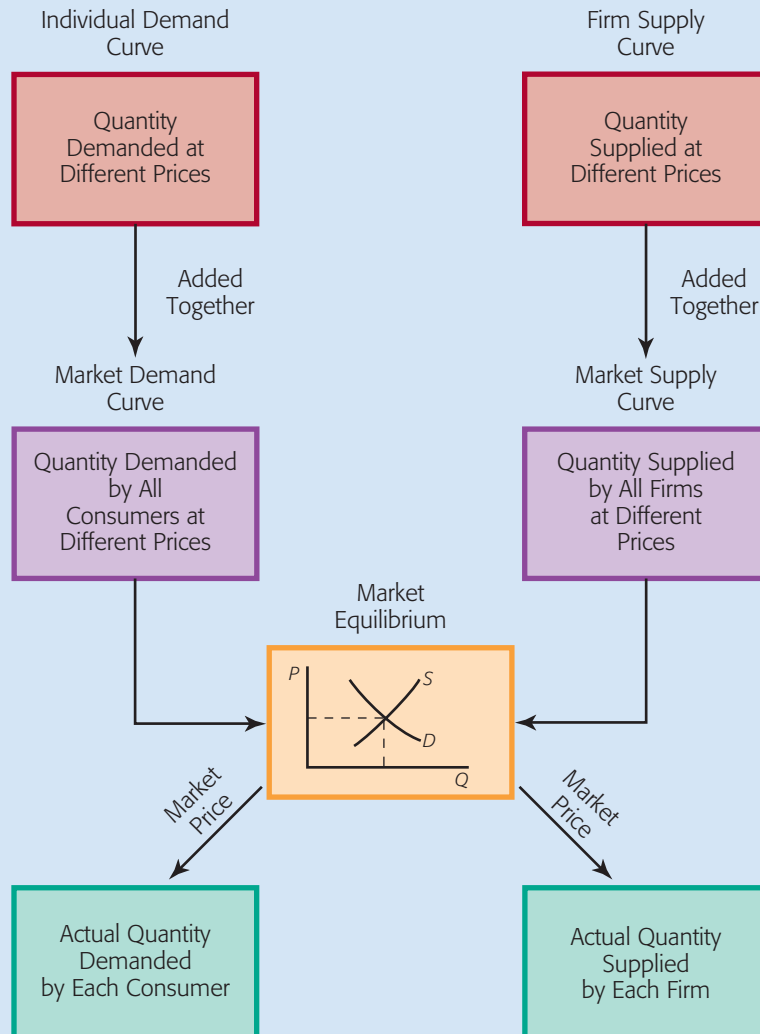 Individual Demand
Curve
Quantity
Demanded at
Different Prices
Added
Together
Market Demand
Curve
Quantity Demanded
by All
Consumers at
Different Prices
Firm Supply
Curve
Quantity
Supplied at
Different Prices
Added
Together
Market Supply
Curve
Quantity Supplied
by All Firms
at Different
Prices
Market
Equilibrium
P
S
D
Q
Market
Price
Market
Price
Actual Quantity
Demanded
by Each Consumer
Actual Quantity
Supplied
by Each Firm